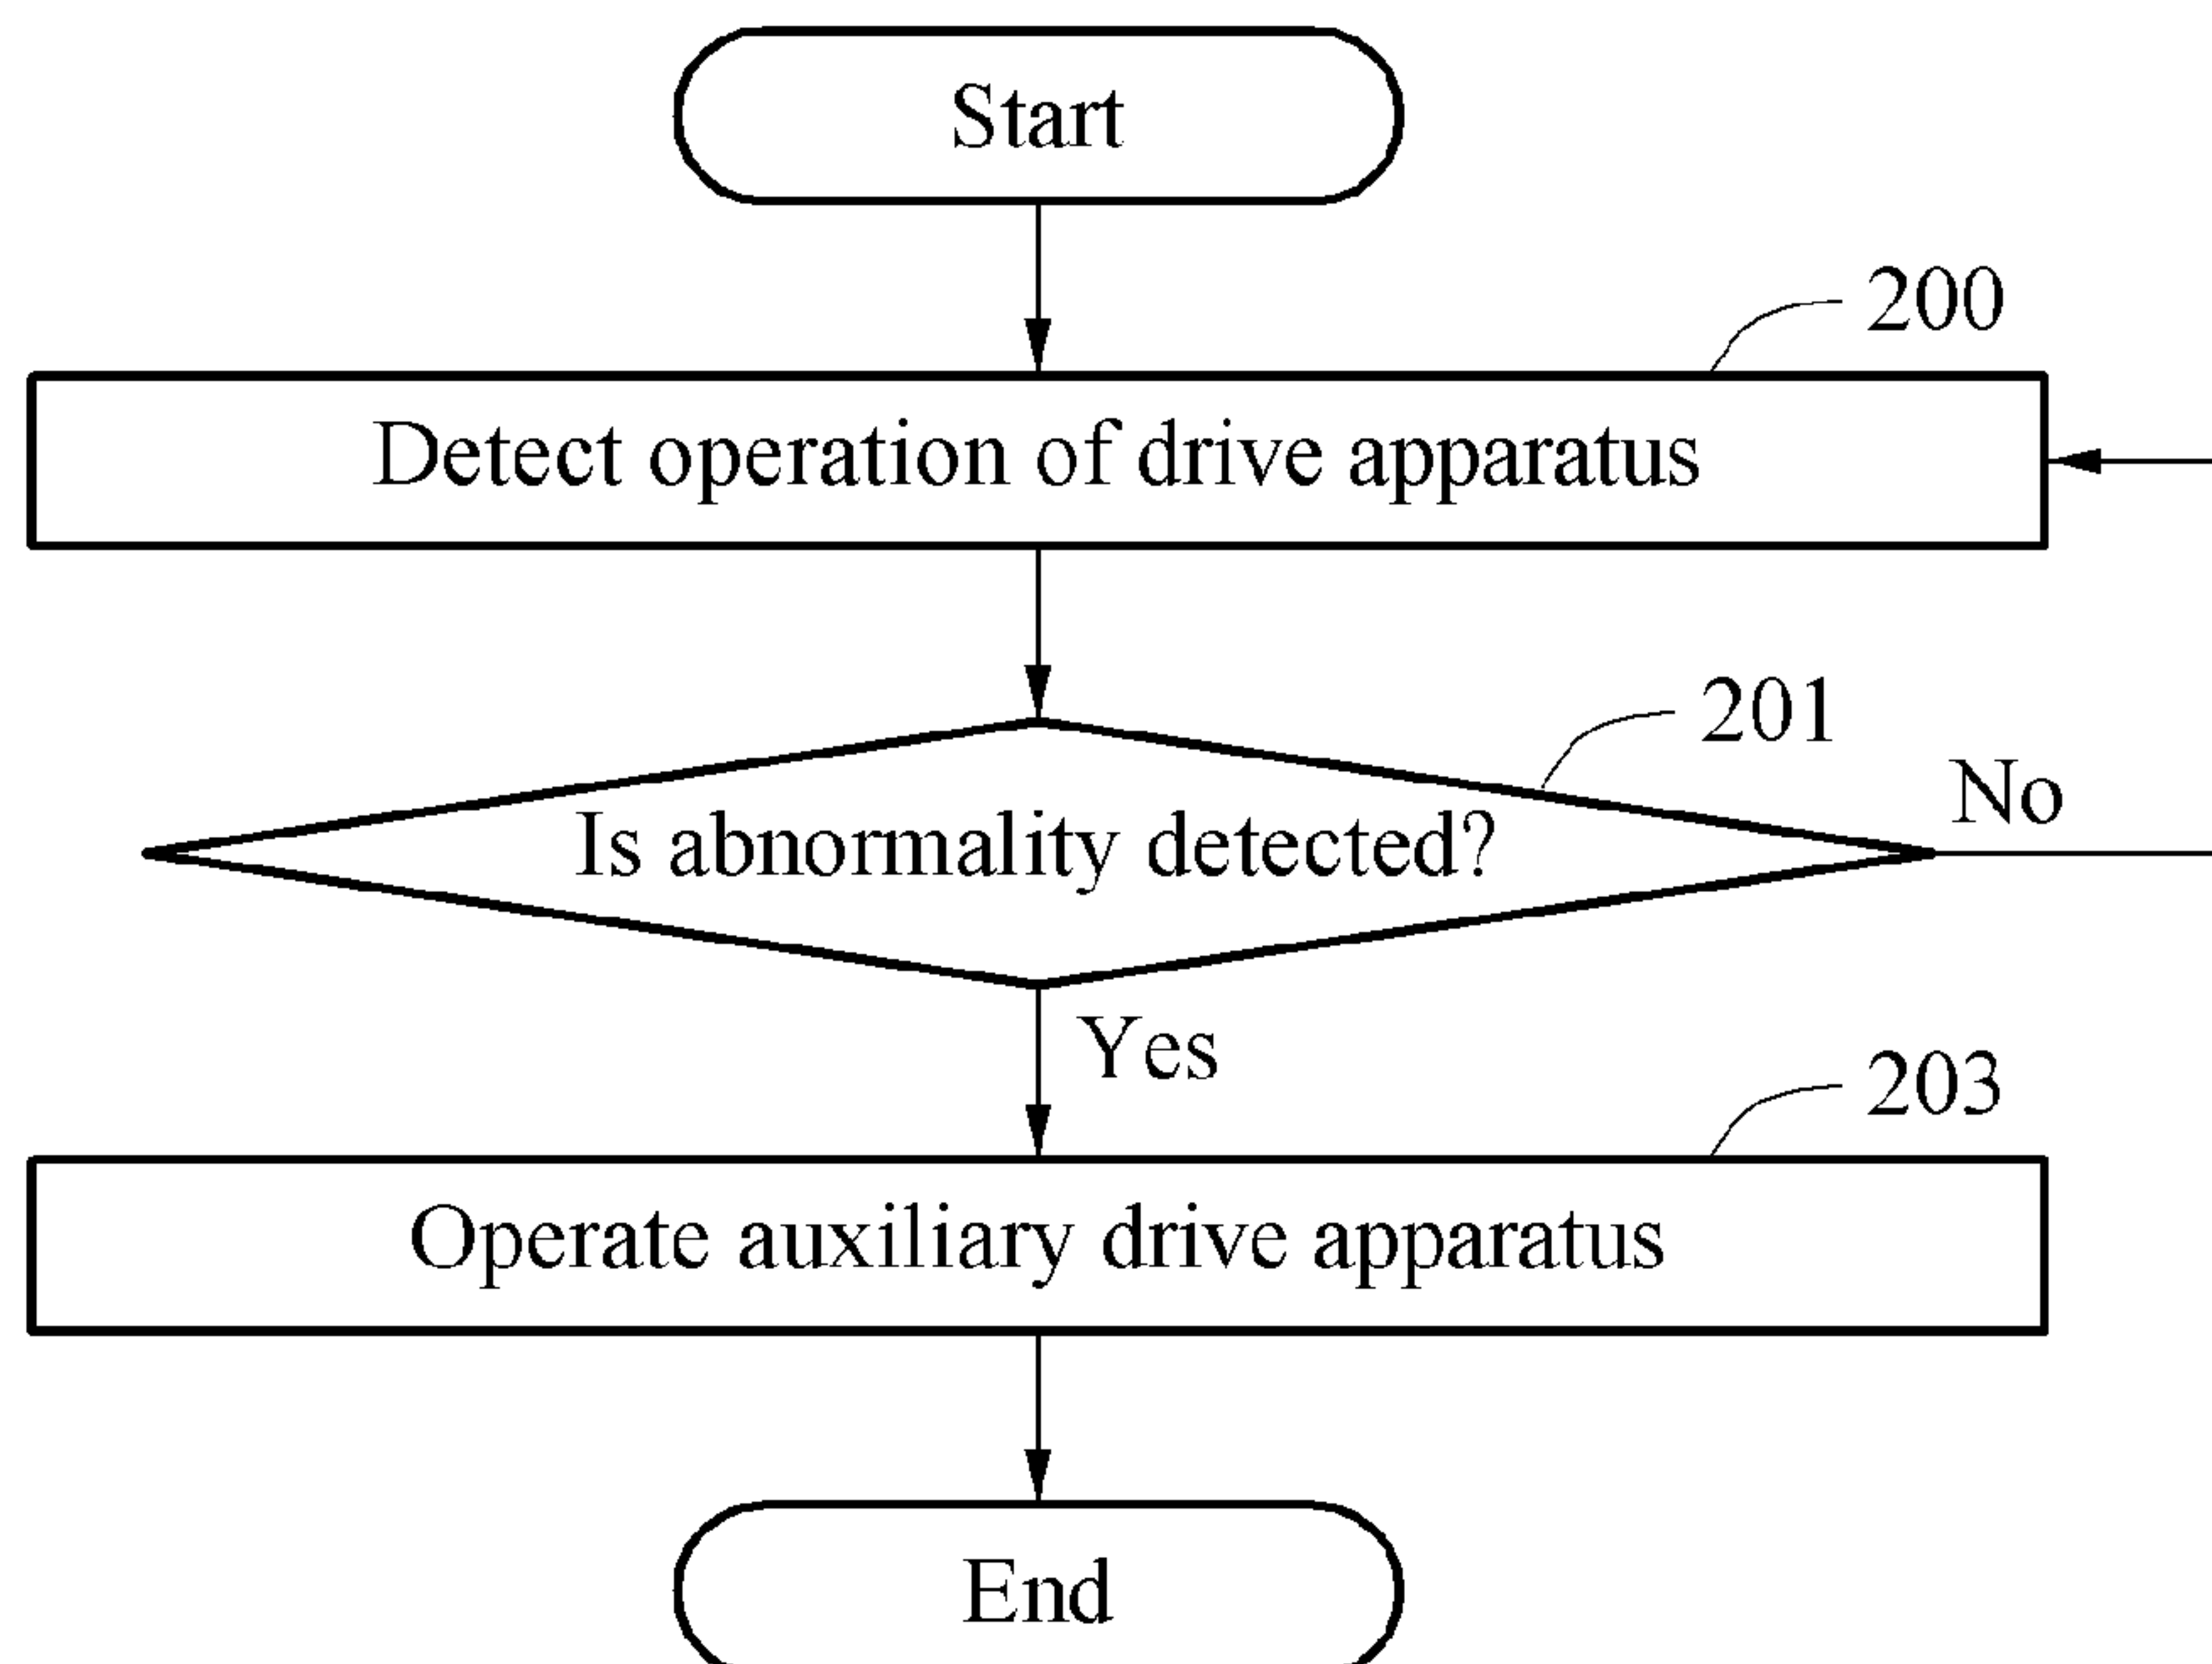 Start
200
Detect operation of drive apparatus
201
No
Is abnormality detected?
Yes
203
Operate auxiliary drive apparatus
End